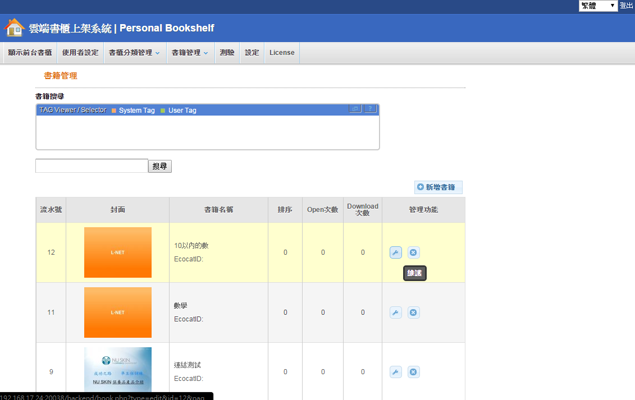 繁體 登出
雲端書櫃上架系統 | Personal Bookshelf
顯示前台書櫃 使用者設定 書櫃分類管理 書籍管理 測驗 設定 License
書籍管理
書籍搜尋
TAG Viewer / Selector System Tag User Tag
搜尋
新增書籍
流水號 封面 書籍名稱 排序 Open次數 Download次數 管理功能
12 L-NET 10以內的數 0 0 0
EcocatID:
編譯
11 L-NET 數學 0 0 0
EcocatID:
9 NU SKIN 連結測試 0 0 0
EcocatID:
192.168.17.24:20038/backend/book.php?type=edit&id=12&pag